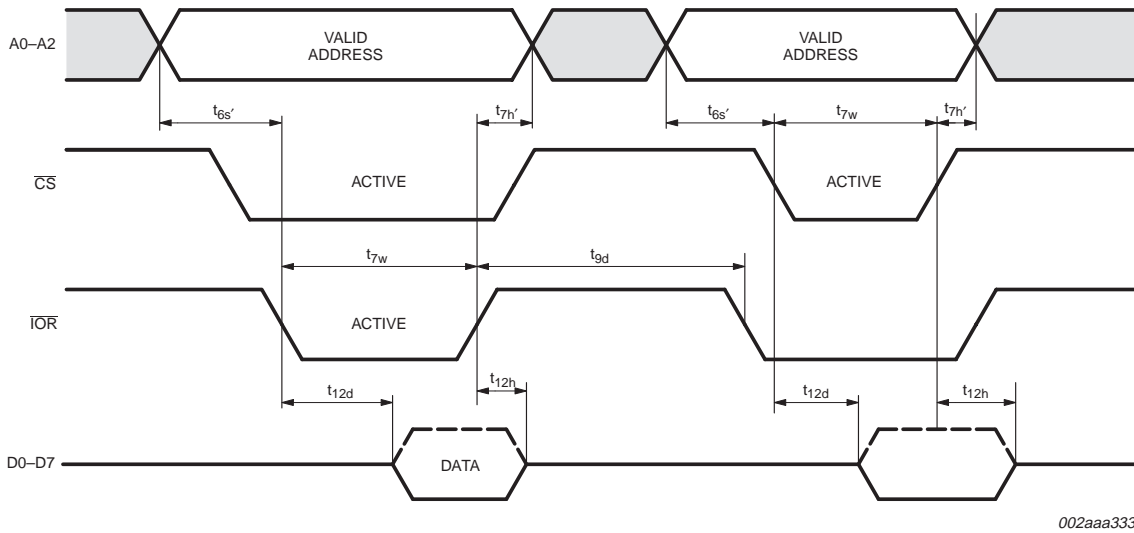 A0–A2
VALID
ADDRESS
VALID
ADDRESS
t6s′
t7h′
t6s′
t7w
t7h′
CS
ACTIVE
ACTIVE
t7w
t9d
IOR
ACTIVE
t12d
t12h
t12d
t12h
D0–D7
DATA
002aaa333